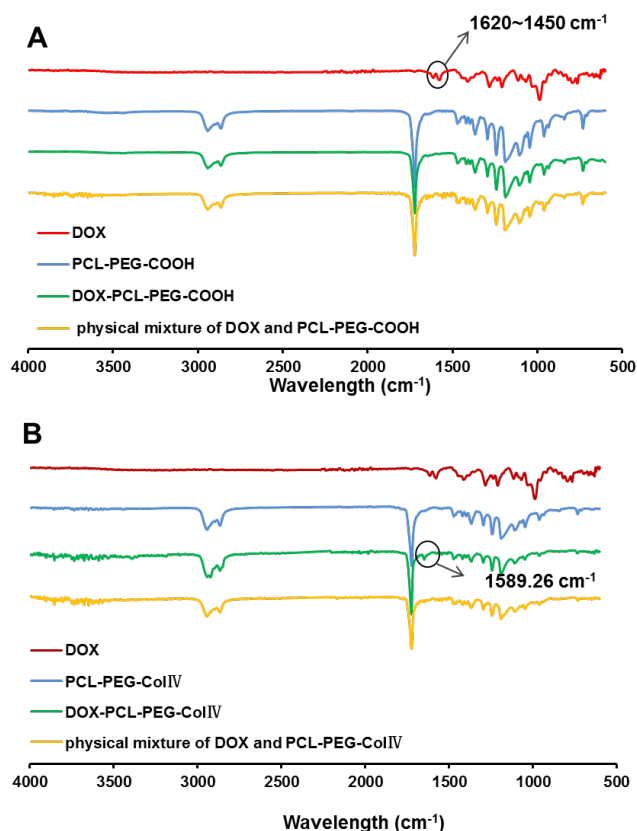 A
1620~1450 cm⁻¹
DOX
PCL-PEG-COOH
DOX-PCL-PEG-COOH
physical mixture of DOX and PCL-PEG-COOH
4000 3500 3000 2500 2000 1500 1000 500
Wavelength (cm⁻¹)
B
1589.26 cm⁻¹
DOX
PCL-PEG-ColⅣ
DOX-PCL-PEG-ColⅣ
physical mixture of DOX and PCL-PEG-ColⅣ
4000 3500 3000 2500 2000 1500 1000 500
Wavelength (cm⁻¹)